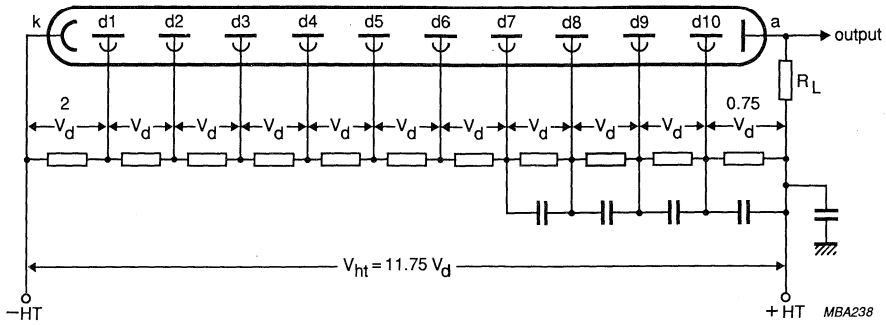 k d1 d2 d3 d4 d5 d6 d7 d8 d9 d10 a
output
R_L
2 0.75
V_d V_d V_d V_d V_d V_d V_d V_d V_d V_d V_d
V_ht = 11.75 V_d
−HT +HT MBA238